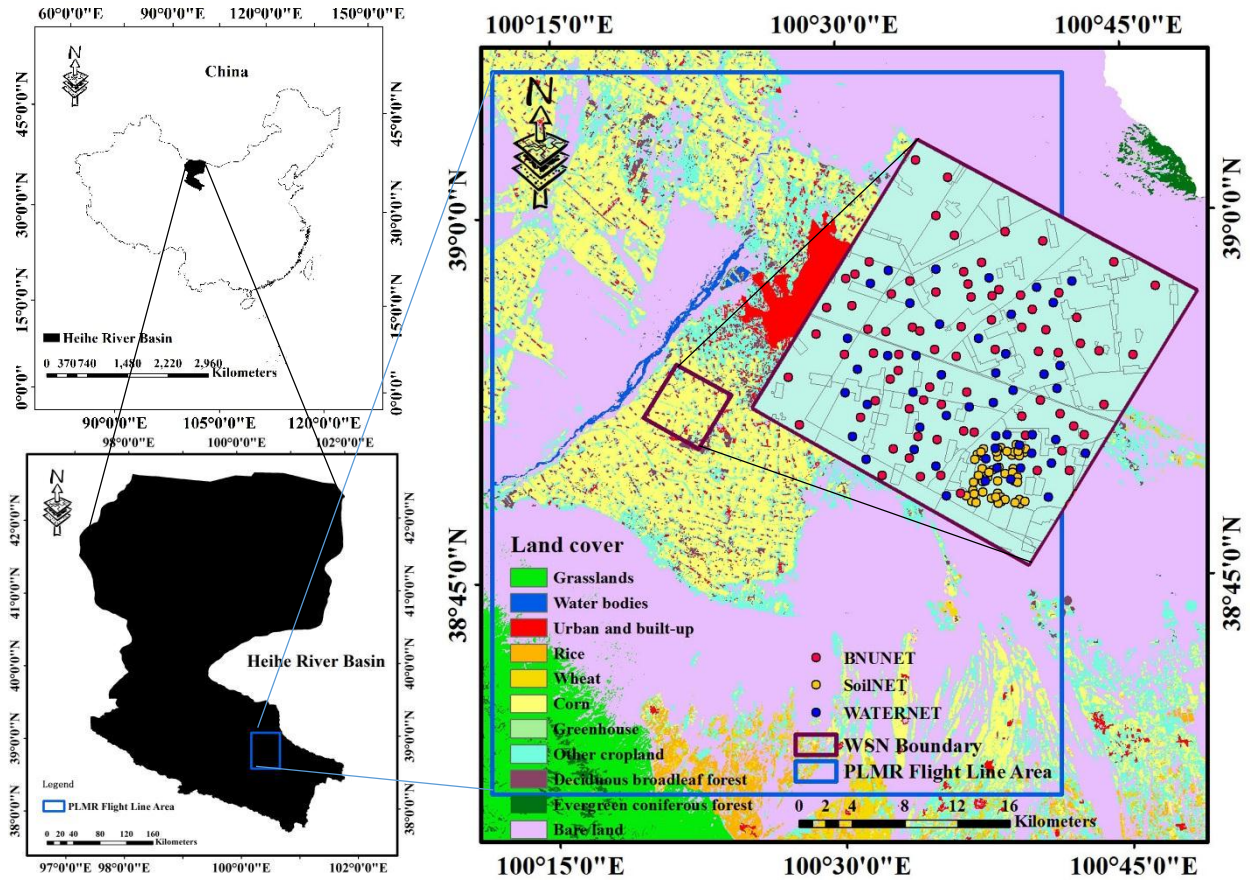 60°0'0"E 90°0'0"E 120°0'0"E 150°0'0"E
N
China
45°0'0"N
30°0'0"N
15°0'0"N
0°0'0"
45°0'0"N
30°0'0"N
15°0'0"N
0°0'0"N
Heihe River Basin
0 370 740 1,480 2,220 2,960
Kilometers
90°0'0"E 105°0'0"E 120°0'0"E
98°0'0"E 100°0'0"E 102°0'0"E
N
42°0'0"N
41°0'0"N
40°0'0"N
39°0'0"N
38°0'0"N
42°0'0"N
41°0'0"N
40°0'0"N
39°0'0"N
38°0'0"N
Heihe River Basin
Legend
PLMR Flight Line Area
0 20 40 80 120 160
Kilometers
97°0'0"E 98°0'0"E 100°0'0"E 102°0'0"E
100°15'0"E 100°30'0"E 100°45'0"E
N
39°0'0"N
38°45'0"N
39°0'0"N
38°45'0"N
Land cover
Grasslands
Water bodies
Urban and built-up
Rice
Wheat
Corn
Greenhouse
Other cropland
Deciduous broadleaf forest
Evergreen coniferous forest
Bare land
BNUNET
SoilNET
WATERNET
WSN Boundary
PLMR Flight Line Area
0 2 4 8 12 16
Kilometers
100°15'0"E 100°30'0"E 100°45'0"E